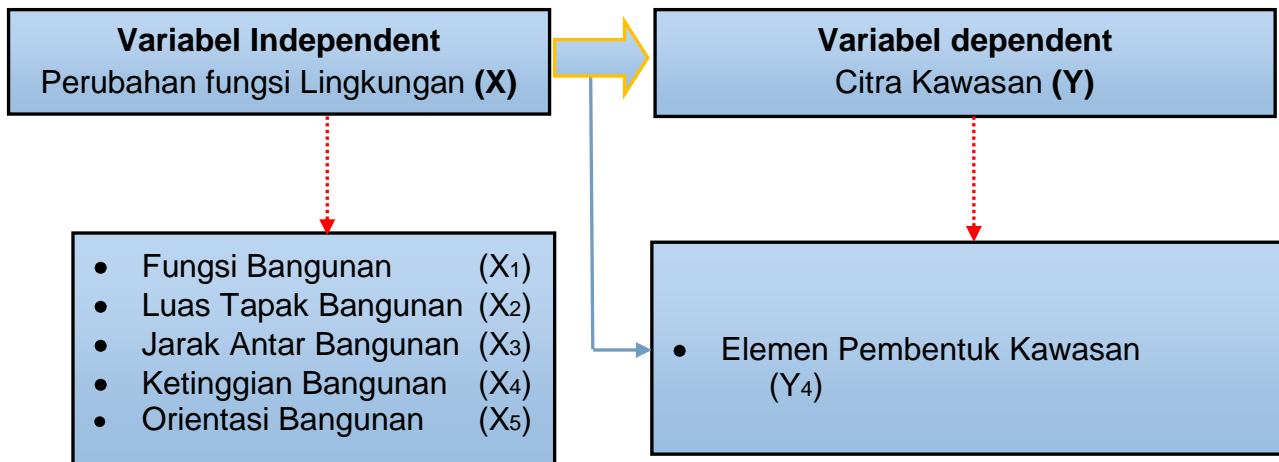 Variabel Independent
Perubahan fungsi Lingkungan (X)
Variabel dependent
Citra Kawasan (Y)
• Fungsi Bangunan (X1)
• Luas Tapak Bangunan (X2)
• Jarak Antar Bangunan (X3)
• Ketinggian Bangunan (X4)
• Orientasi Bangunan (X5)
• Elemen Pembentuk Kawasan
(Y4)